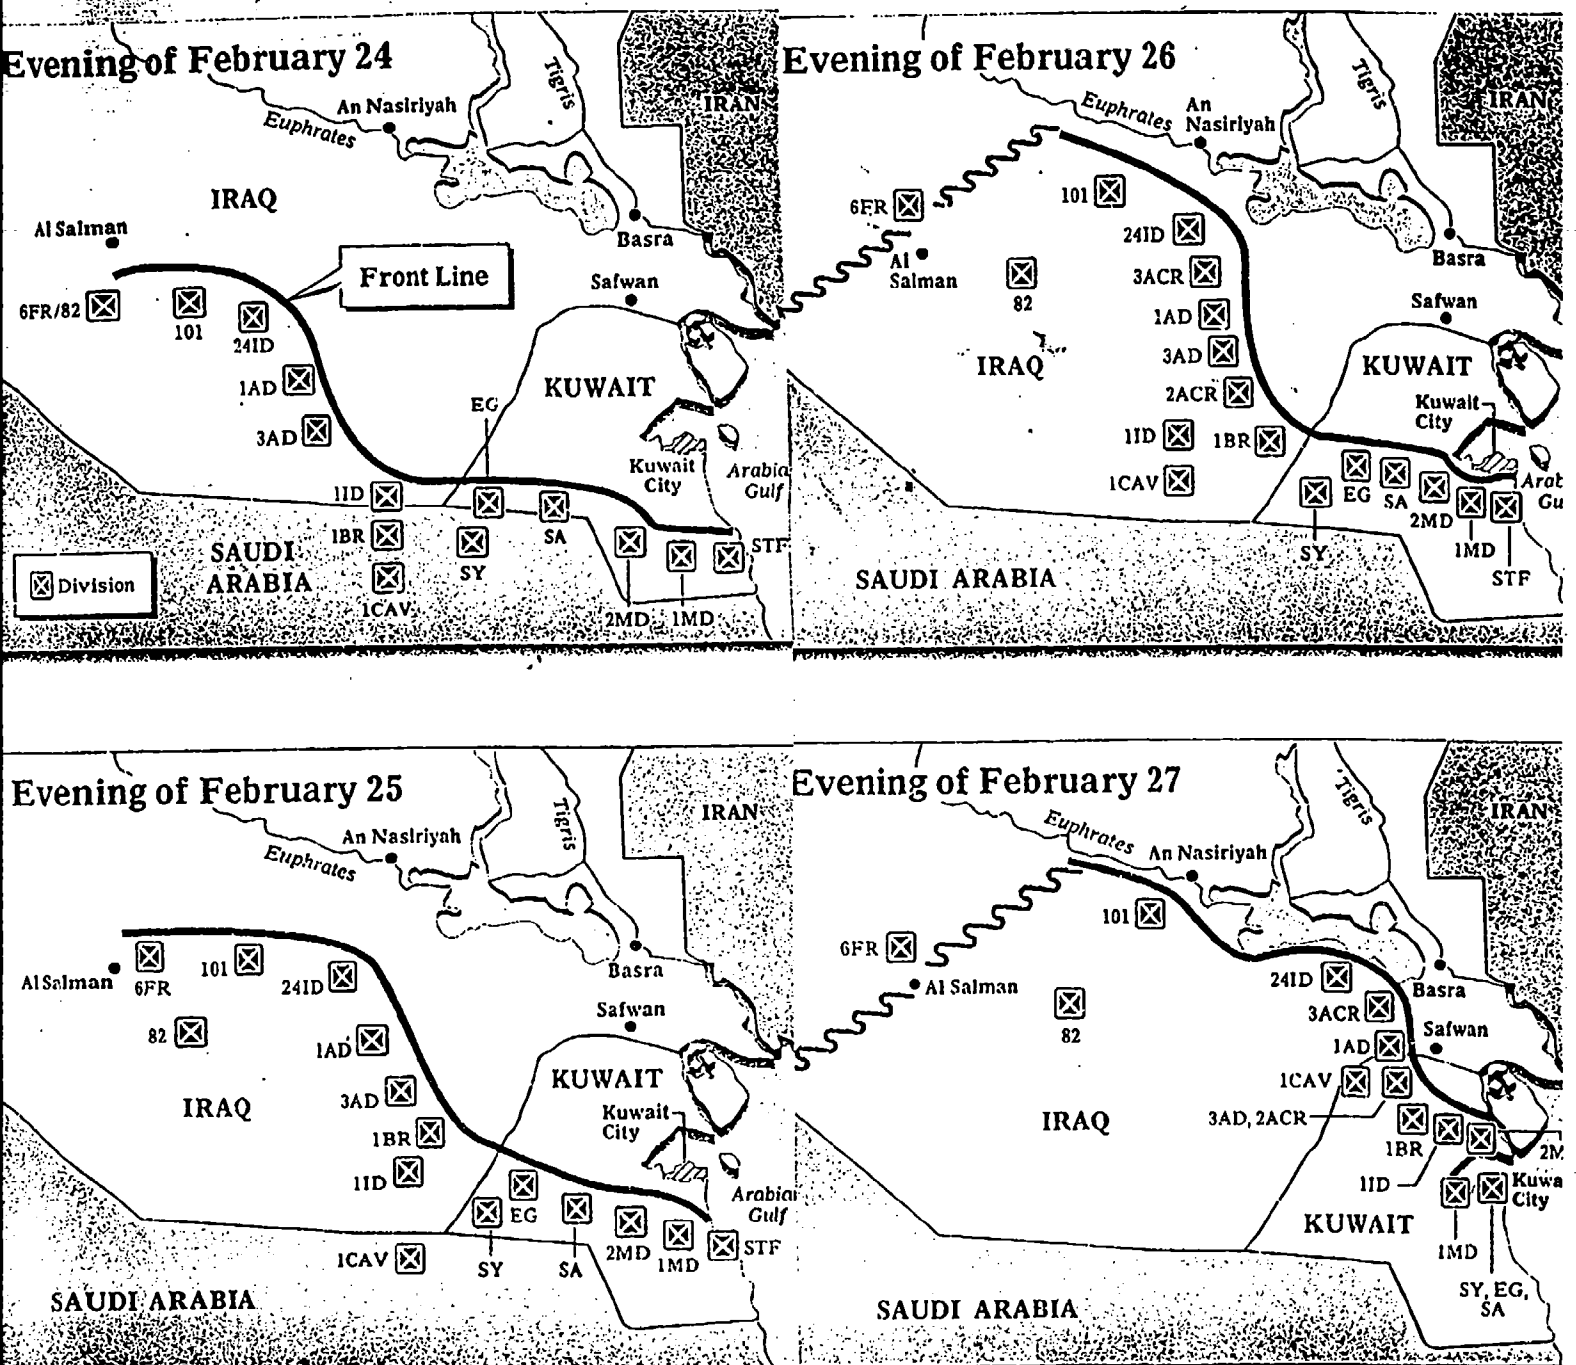 Evening of February 24
Tigris
IRAN
An Nasiriyah
Euphrates
IRAQ
Al Salman
Basra
Front Line
Safwan
6FR/82
101
24ID
1AD
KUWAIT
EG
3AD
Kuwait
City
Arabia
Gulf
1ID
1BR
SA
STF
SAUDI
ARABIA
SY
Division
1CAV
2MD
1MD
Evening of February 26
Tigris
IRAN
Euphrates
An
Nasiriyah
6FR
101
24ID
Al
Salman
Basra
82
3ACR
Safwan
1AD
IRAQ
3AD
KUWAIT
2ACR
Kuwait
City
1ID
1BR
1CAV
EG
SA
Arab
Gu
2MD
SY
1MD
STF
SAUDI ARABIA
Evening of February 25
Tigris
IRAN
An Nasiriyah
Euphrates
Al Salman
6FR
101
24ID
Basra
82
Safwan
1AD
KUWAIT
3AD
IRAQ
Kuwait
City
1BR
1ID
Arabian
Gulf
EG
2MD
1MD
STF
1CAV
SY
SA
SAUDI ARABIA
Evening of February 27
Tigris
IRAN
Euphrates
An Nasiriyah
101
6FR
24ID
Al Salman
Basra
82
3ACR
Safwan
1AD
1CAV
3AD, 2ACR
IRAQ
1BR
2M
1ID
Kuwa
City
KUWAIT
1MD
SY, EG,
SA
SAUDI ARABIA